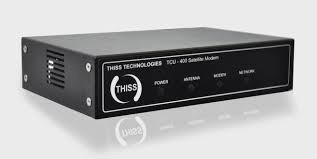 THISS TECHNOLOGIES TCU - 400 Satellite Modem
THISS
POWER ANTENNA MODEM NETWORK